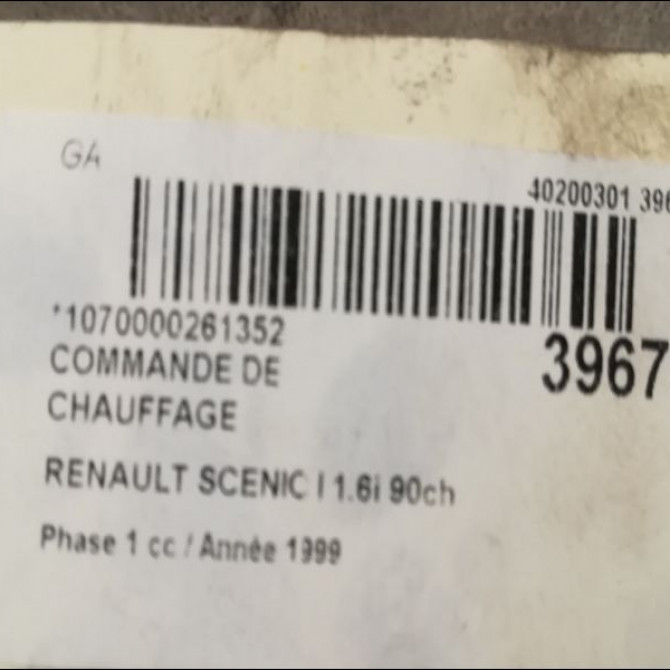 GA
40200301 396
*1070000261352
3967
COMMANDE DE
CHAUFFAGE
RENAULT SCENIC I 1.6i 90ch
Phase 1 cc / Année 1999